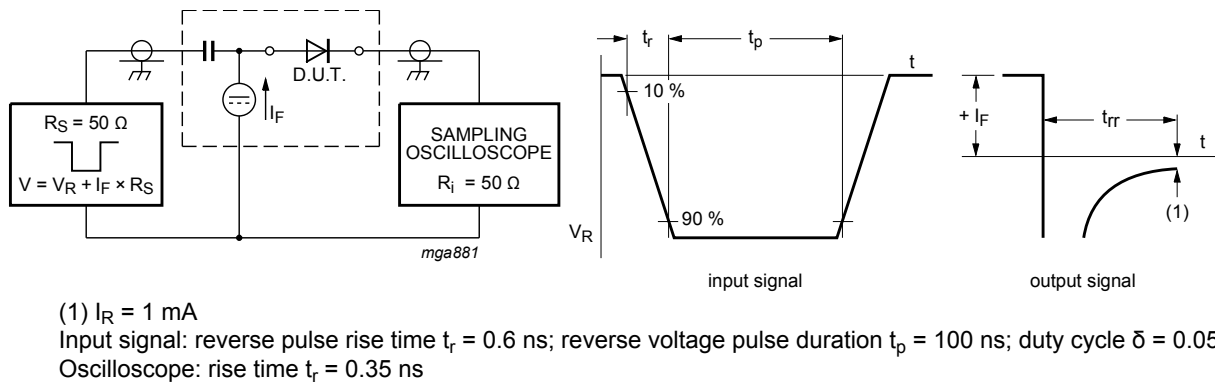 D.U.T.
I_F
R_S = 50 Ω
V = V_R + I_F × R_S
SAMPLING
OSCILLOSCOPE
R_i = 50 Ω
mga881
t_r
t_p
t
10 %
90 %
V_R
input signal
+ I_F
t_rr
t
(1)
output signal
(1) I_R = 1 mA
Input signal: reverse pulse rise time t_r = 0.6 ns; reverse voltage pulse duration t_p = 100 ns; duty cycle δ = 0.05
Oscilloscope: rise time t_r = 0.35 ns